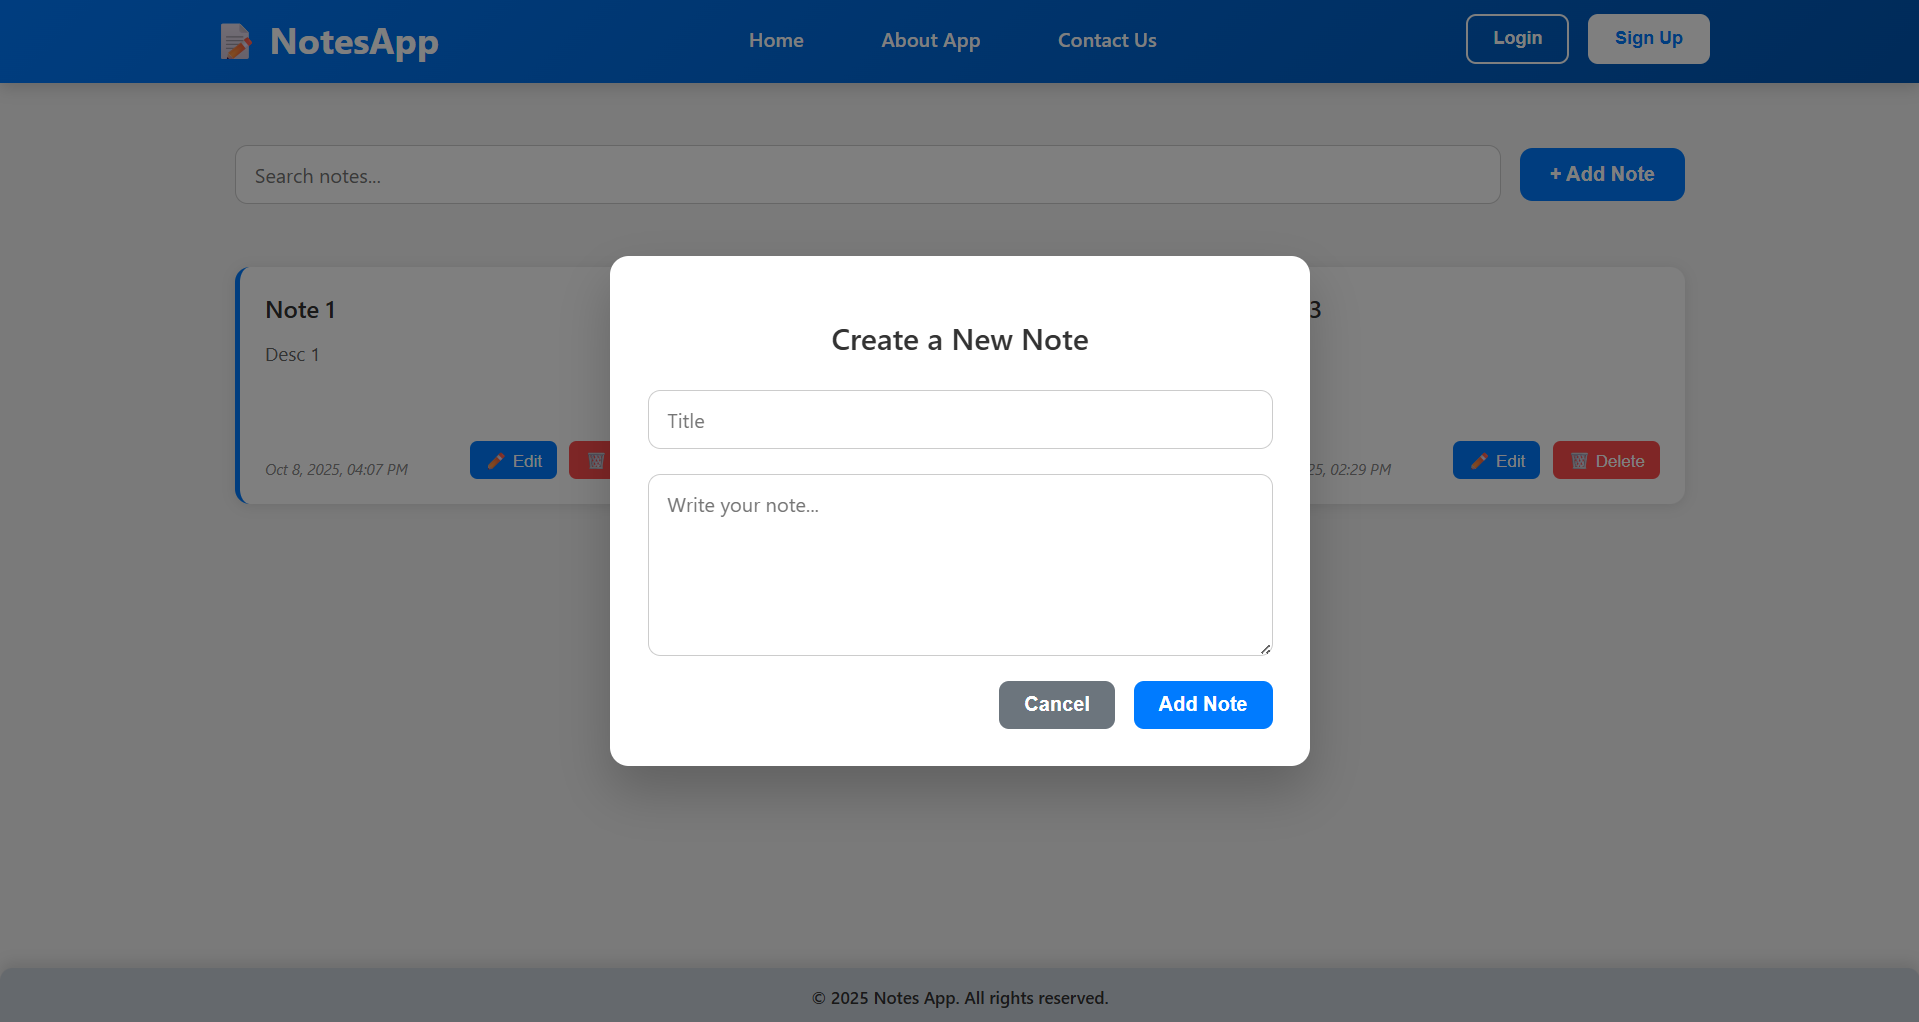 NotesApp
Home
About App
Contact Us
Login
Sign Up
Search notes...
+ Add Note
Note 1
Desc 1
Oct 8, 2025, 04:07 PM
Edit
3
25, 02:29 PM
Edit
Delete
Create a New Note
Title
Write your note...
Cancel
Add Note
© 2025 Notes App. All rights reserved.